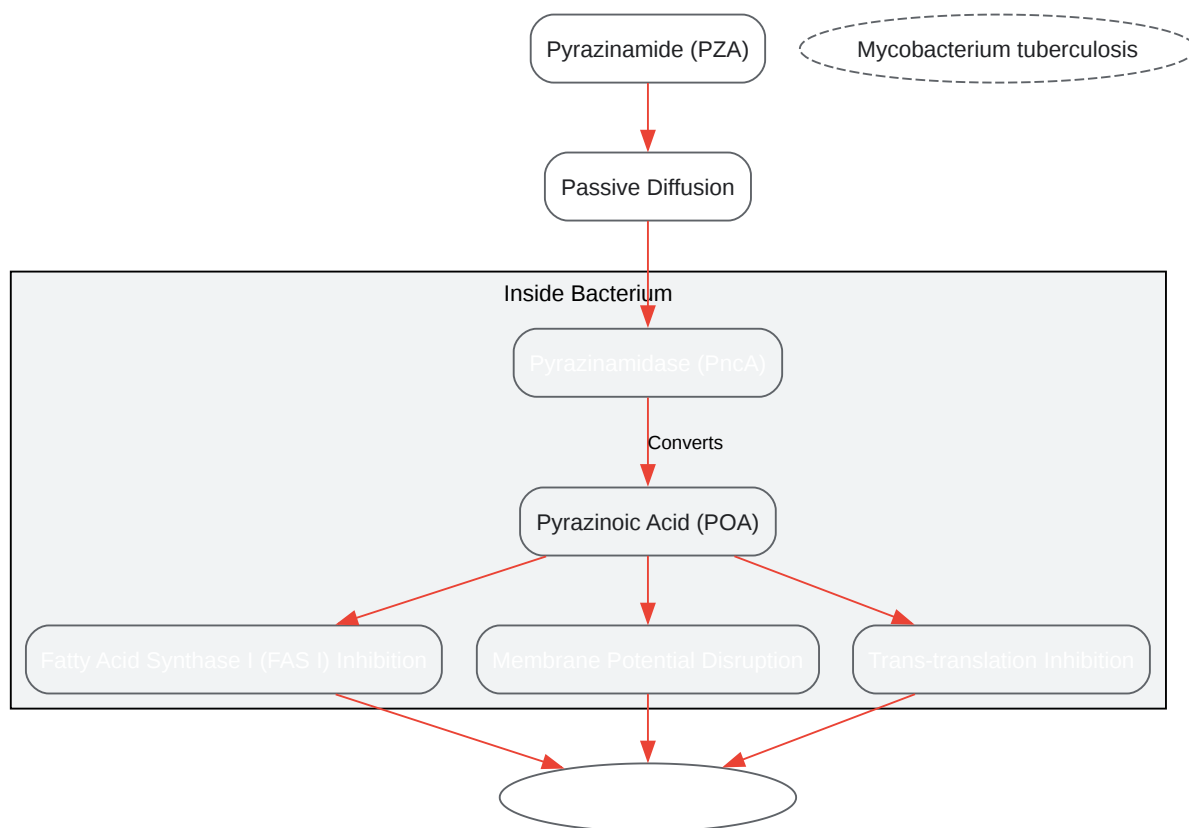 Pyrazinamide (PZA)
Mycobacterium tuberculosis
Passive Diffusion
Inside Bacterium
Pyrazinamidase (PncA)
Converts
Pyrazinoic Acid (POA)
Fatty Acid Synthase I (FAS I) Inhibition
Membrane Potential Disruption
Trans-translation Inhibition